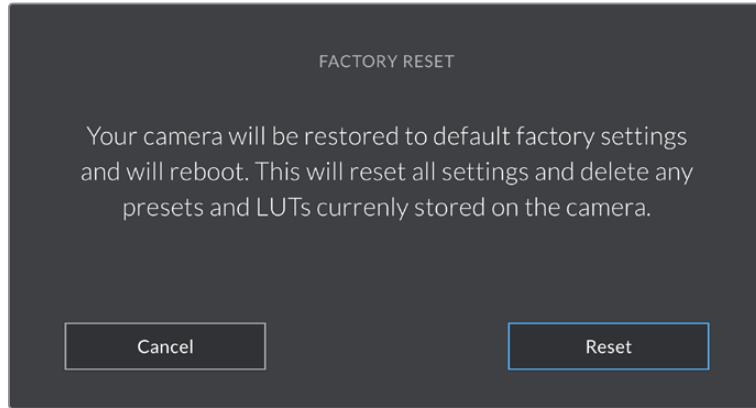 FACTORY RESET
Your camera will be restored to default factory settings
and will reboot. This will reset all settings and delete any
presets and LUTs currenly stored on the camera.
Cancel
Reset